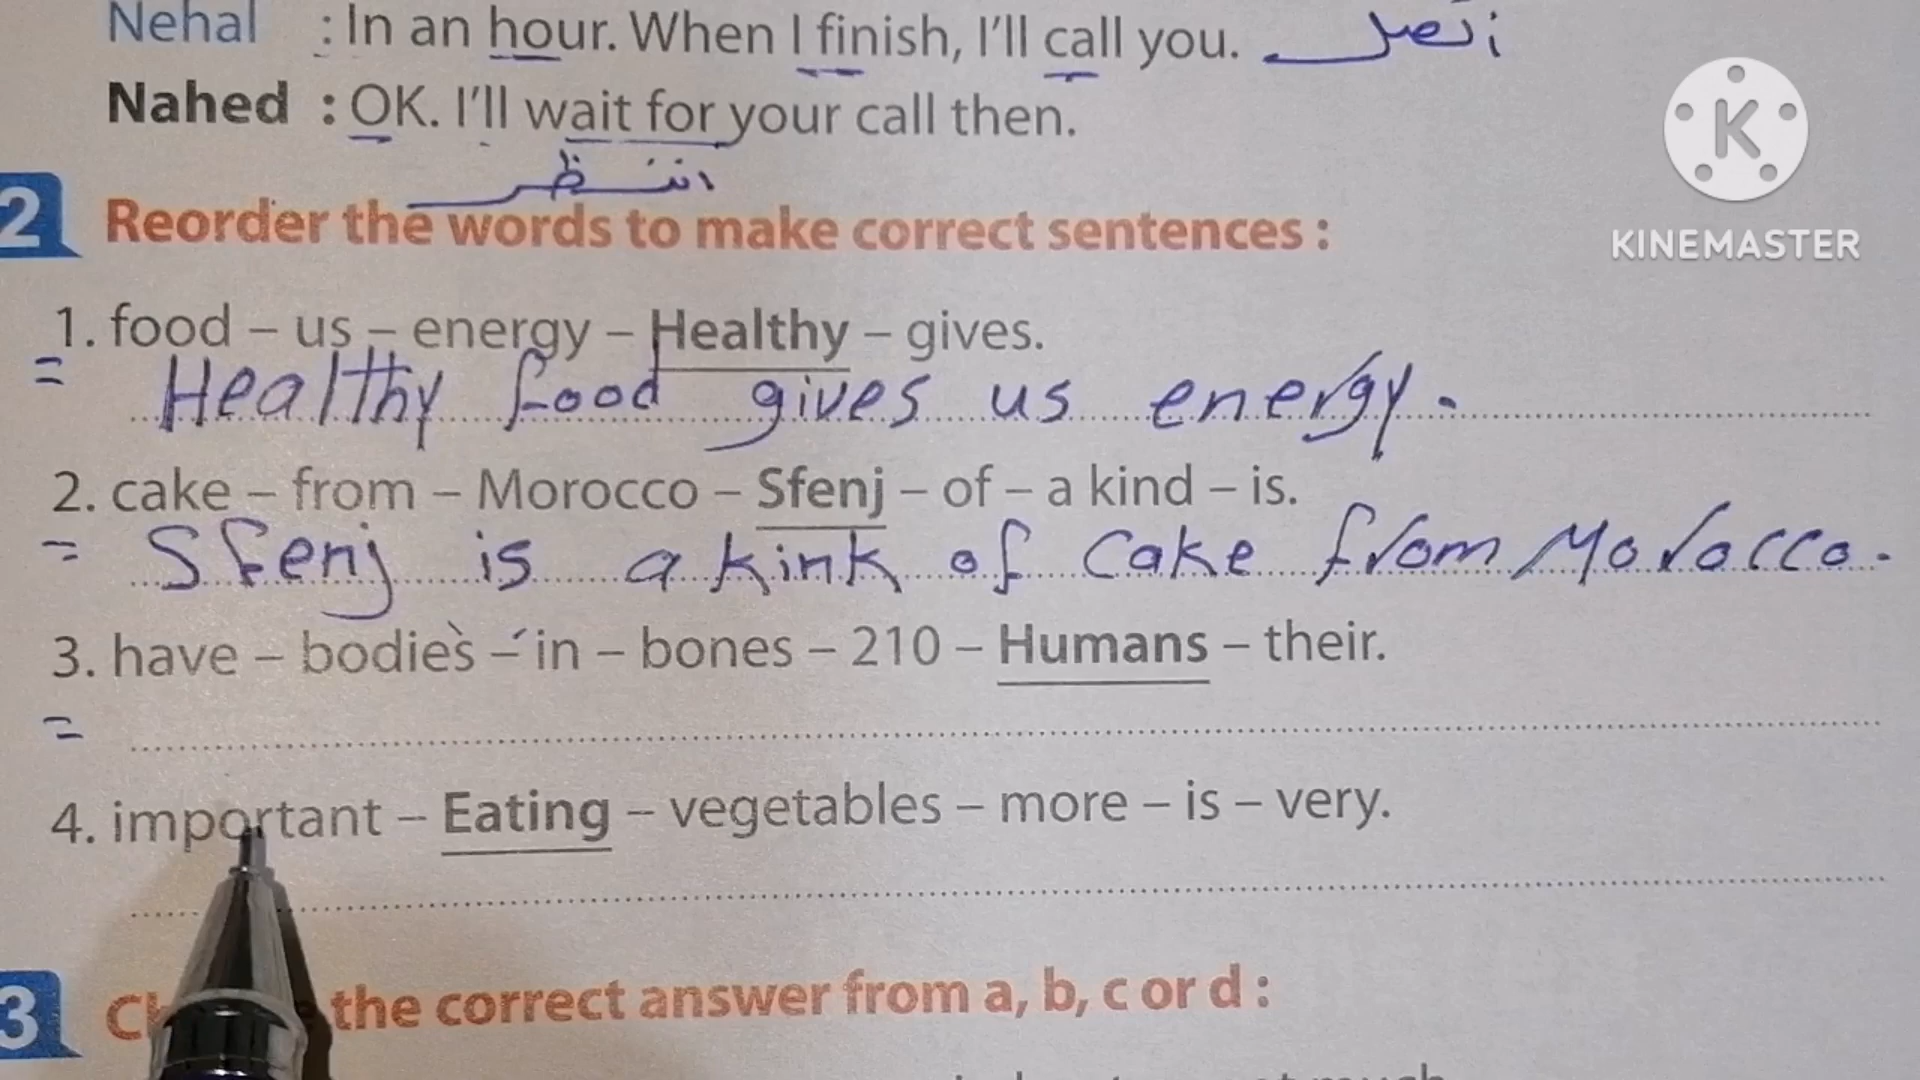 Nehal : In an hour. When I finish, I'll call you. اتصل
Nahed : OK. I'll wait for your call then.
انتظر
KINEMASTER
2 Reorder the words to make correct sentences :
1. food – us – energy – Healthy – gives.
= Healthy food gives us energy.
2. cake – from – Morocco – Sfenj – of – a kind – is.
= Sfenj is a kink of cake from Morocco.
3. have – bodies – in – bones – 210 – Humans – their.
=
4. important – Eating – vegetables – more – is – very.
3 the correct answer from a, b, c or d :